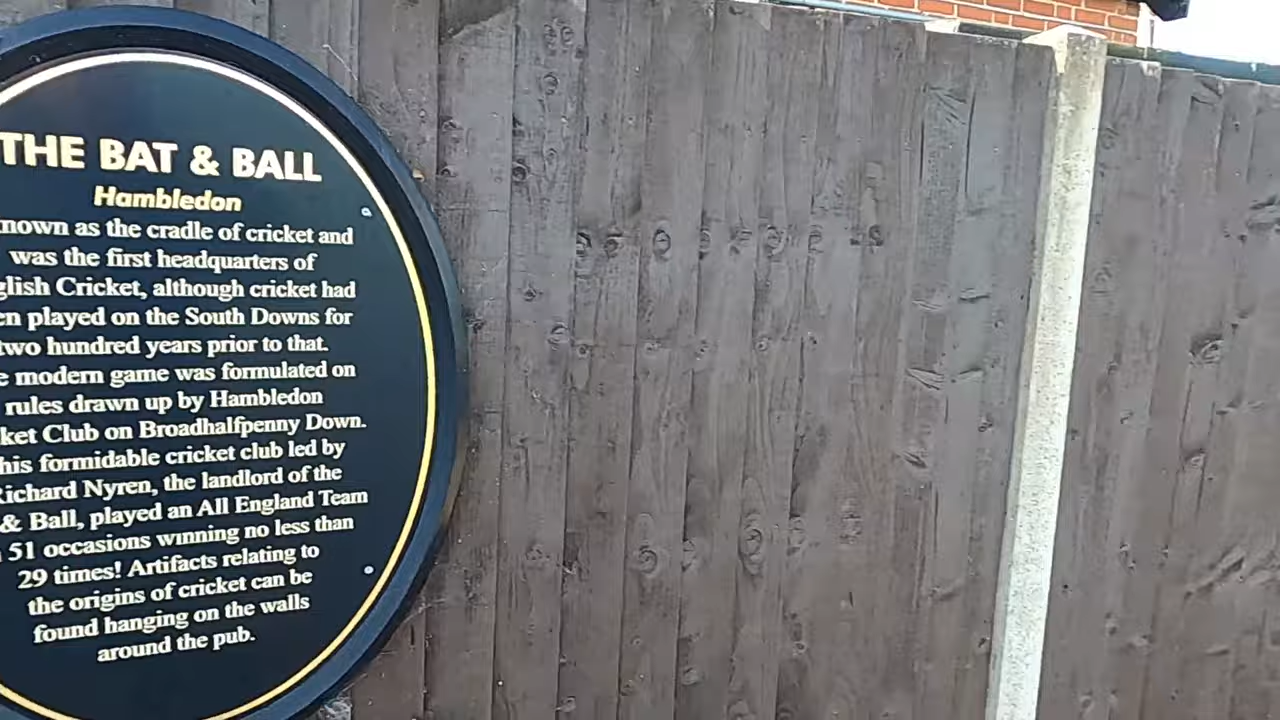 THE BAT & BALL
Hambledon
nown as the cradle of cricket and
was the first headquarters of
glish Cricket, although cricket had
en played on the South Downs for
two hundred years prior to that.
e modern game was formulated on
rules drawn up by Hambledon
ket Club on Broadhalfpenny Down.
his formidable cricket club led by
Richard Nyren, the landlord of the
& Ball, played an All England Team
51 occasions winning no less than
29 times! Artifacts relating to
the origins of cricket can be
found hanging on the walls
around the pub.